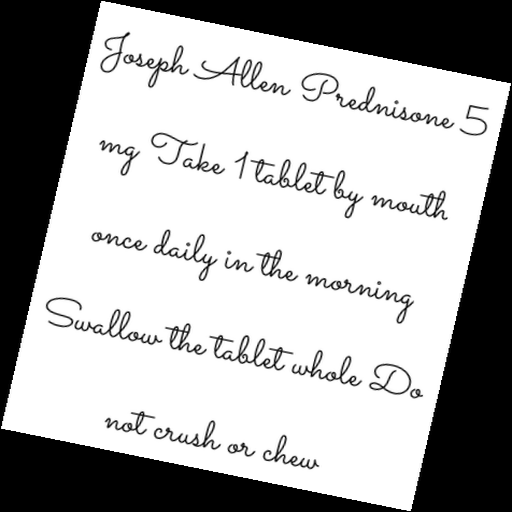 Joseph Allen Prednisone 5
mg Take 1 tablet by mouth
once daily in the morning
Swallow the tablet whole Do
not crush or chew